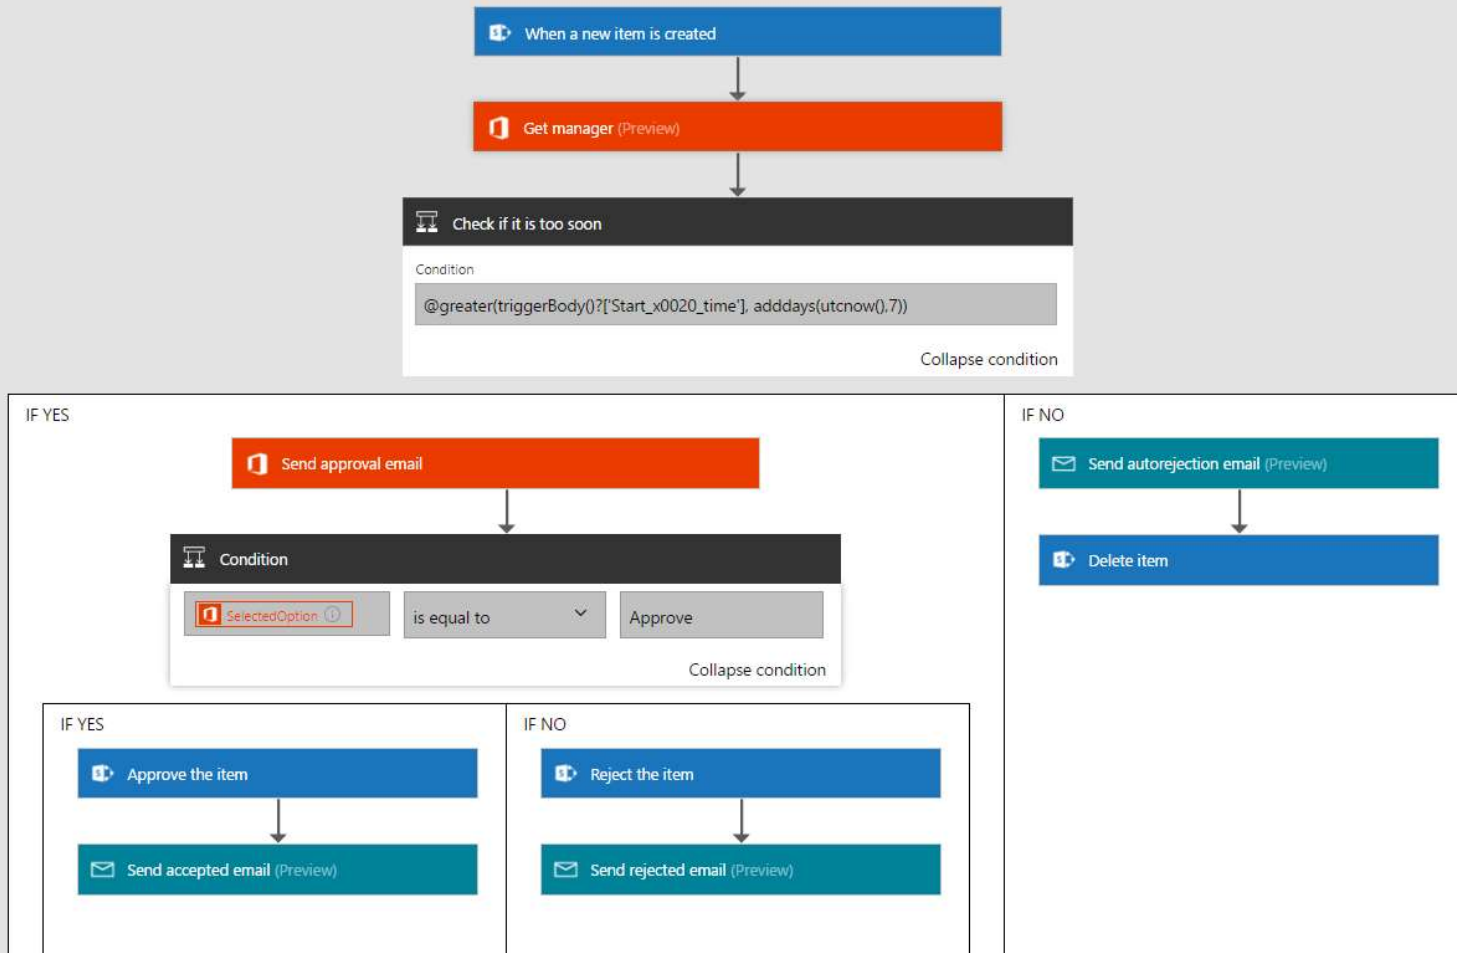 When a new item is created
Get manager (Preview)
Check if it is too soon
Condition
@greater(triggerBody()?['Start_x0020_time'], adddays(utcnow(),7))
Collapse condition
IF YES
Send approval email
Condition
SelectedOption
is equal to
Approve
Collapse condition
IF YES
Approve the item
Send accepted email (Preview)
IF NO
Reject the item
Send rejected email (Preview)
IF NO
Send autorejection email (Preview)
Delete item